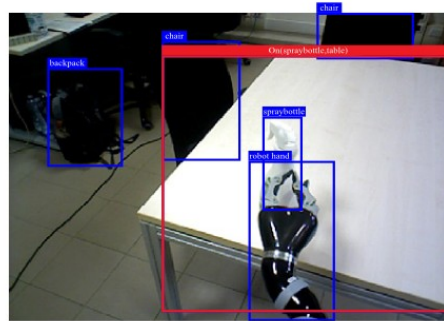 chair
chair
On(spraybottle,table)
backpack
spraybottle
robot hand